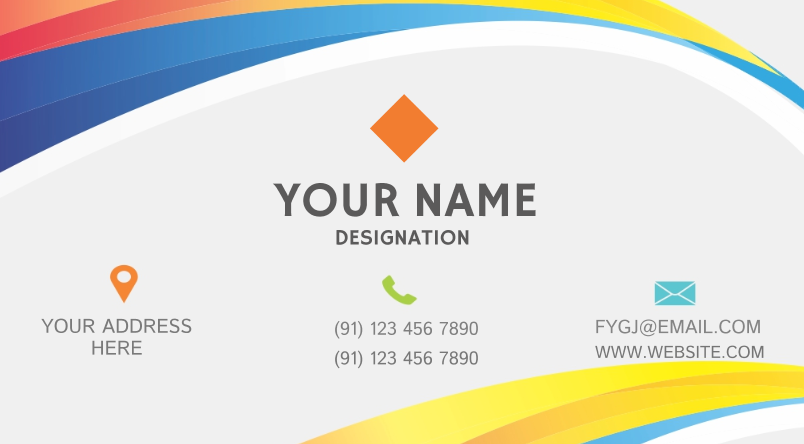 YOUR NAME
DESIGNATION
YOUR ADDRESS
HERE
(91) 123 456 7890
(91) 123 456 7890
FYGJ@EMAIL.COM
WWW.WEBSITE.COM